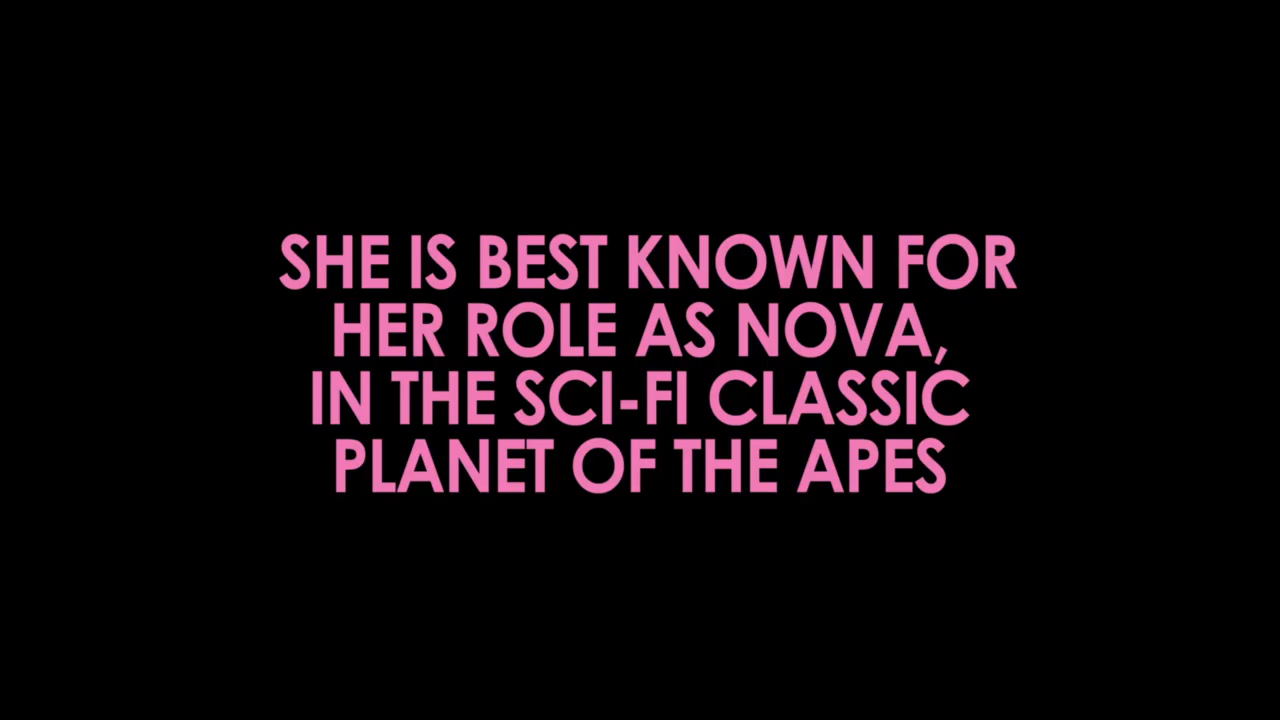 SHE IS BEST KNOWN FOR
HER ROLE AS NOVA,
IN THE SCI-FI CLASSIC
PLANET OF THE APES